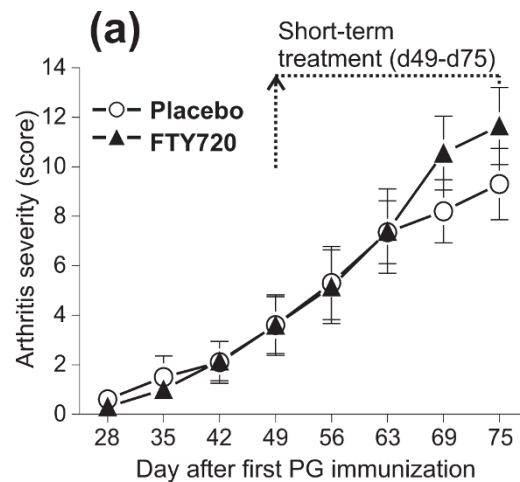 (a)
Short-term
treatment (d49-d75)
Placebo
FTY720
Arthritis severity (score)
14
12
10
8
6
4
2
0
28 35 42 49 56 63 69 75
Day after first PG immunization